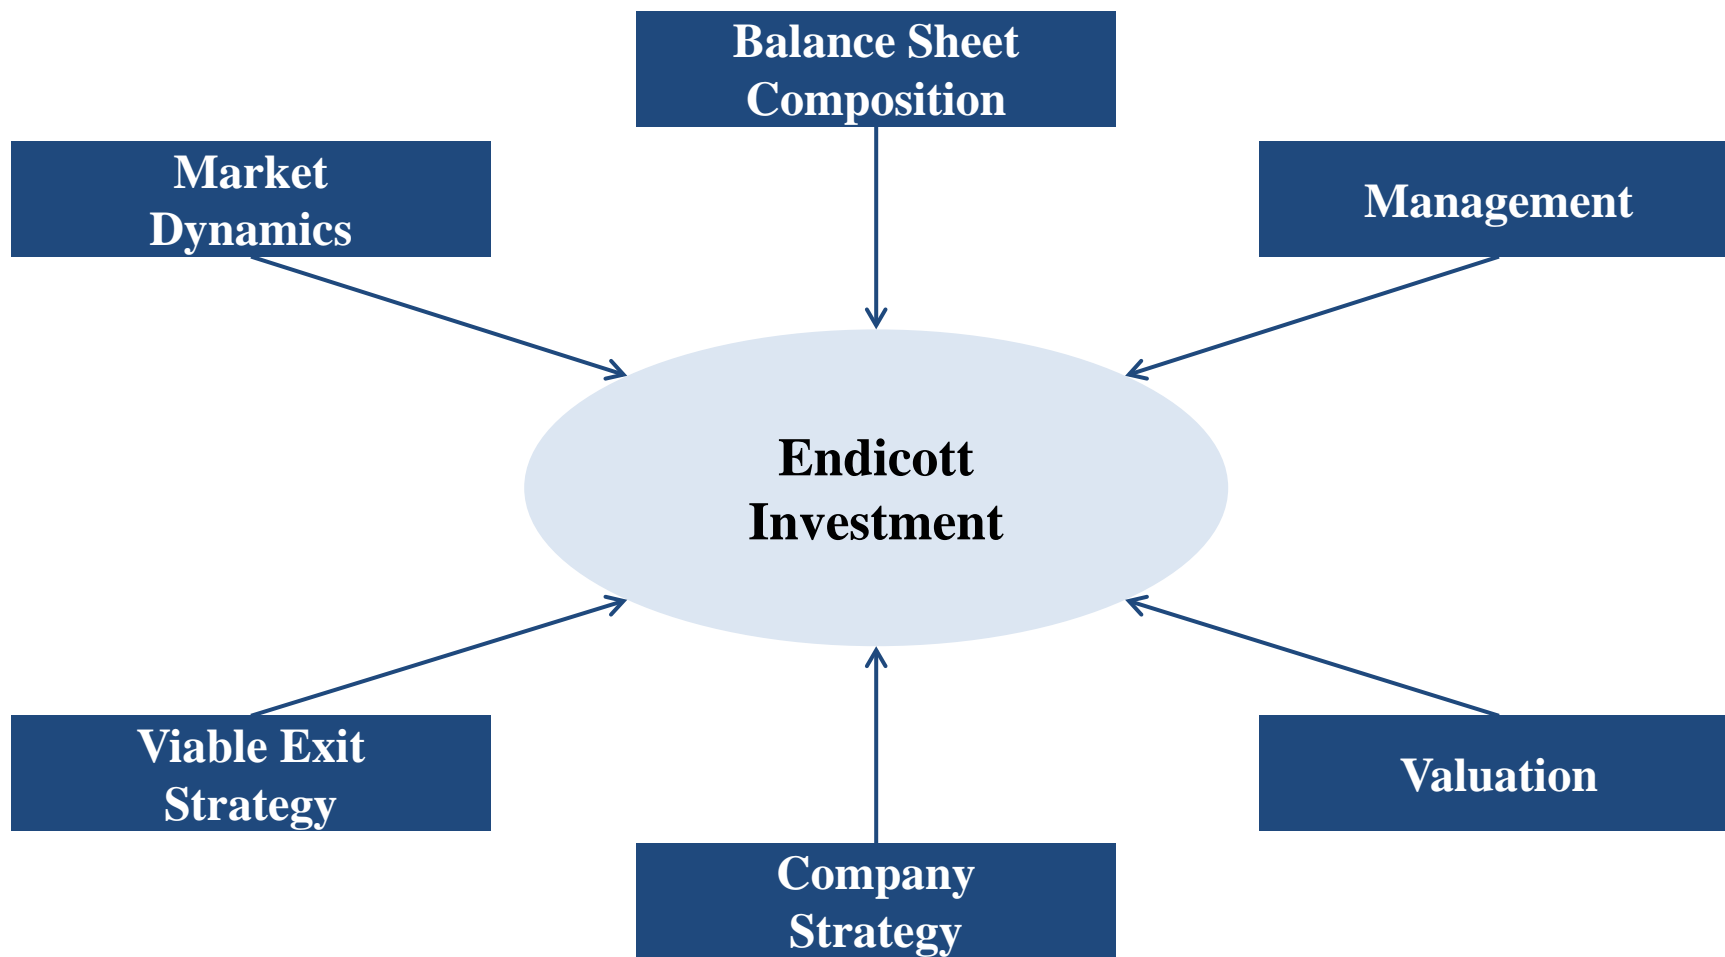 Balance Sheet
Composition
Market
Dynamics
Management
Endicott
Investment
Viable Exit
Strategy
Valuation
Company
Strategy